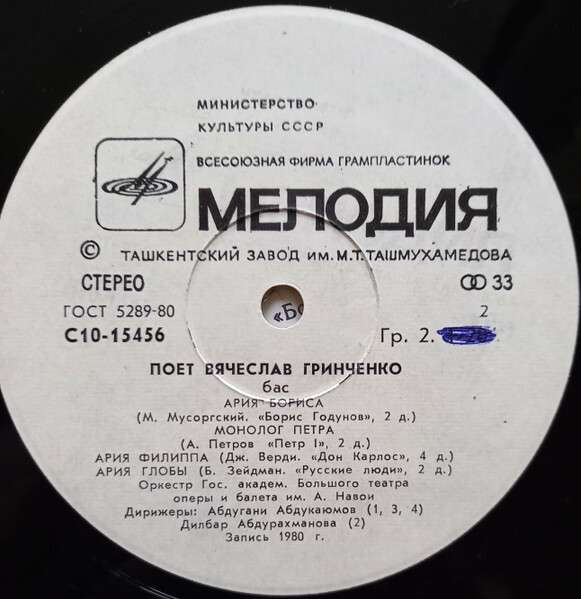 МИНИСТЕРСТВО
КУЛЬТУРЫ СССР
ВСЕСОЮЗНАЯ ФИРМА ГРАМПЛАСТИНОК
МЕЛОДИЯ
© ТАШКЕНТСКИЙ ЗАВОД ИМ. М.Т.ТАШМУХАМЕДОВА
СТЕРЕО 33
ГОСТ 5289-80 «Бо 2
С10-15456 Гр. 2.
ПОЕТ ВЯЧЕСЛАВ ГРИНЧЕНКО
бас
АРИЯ БОРИСА
(М. Мусоргский. «Борис Годунов», 2 д.)
МОНОЛОГ ПЕТРА
(А. Петров «Петр I», 2 д.)
АРИЯ ФИЛИППА (Дж. Верди. «Дон Карлос», 4 д.)
АРИЯ ГЛОБЫ (Б. Зейдман. «Русские люди», 2 д.)
Оркестр Гос. академ. Большого театра
оперы и балета им. А. Навои
Дирижеры: Абдугани Абдукаюмов (1, 3, 4)
Дилбар Абдурахманова (2)
Запись 1980 г.